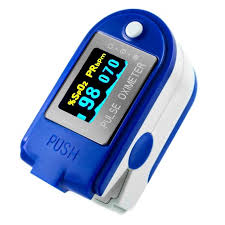 %SpO2 PRbpm
98 070
PULSE OXIMETER
PUSH